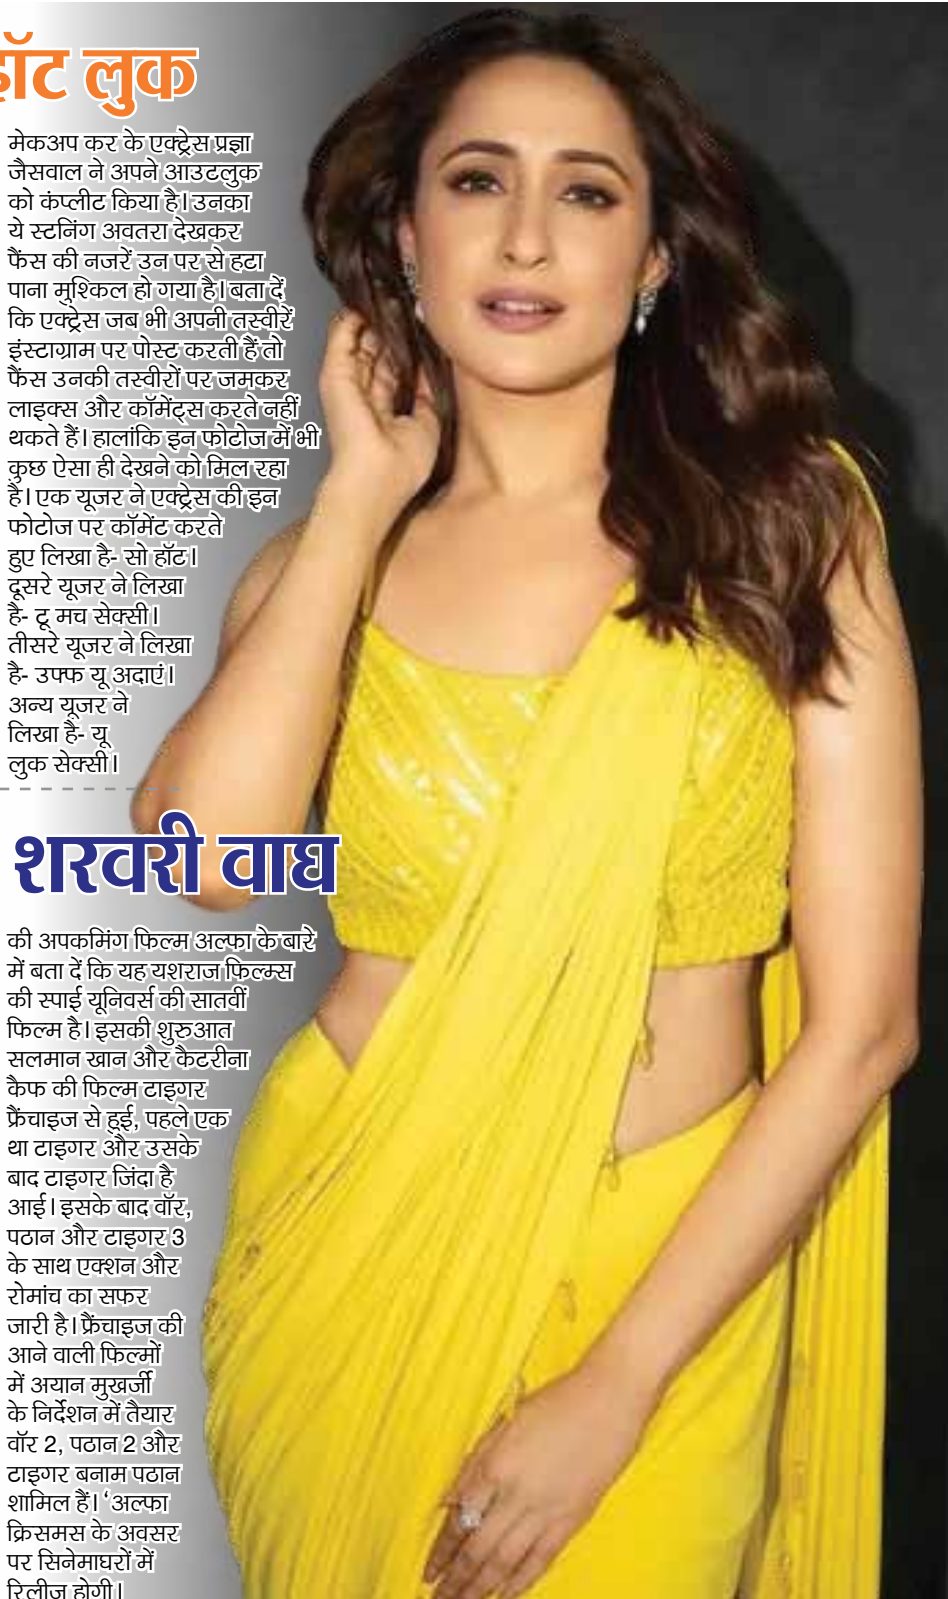 हॉट लुक
मेकअप कर के एक्ट्रेस प्रज्ञा
जैसवाल ने अपने आउटलुक
को कंप्लीट किया है। उनका
ये स्टनिंग अवतरा देखकर
फैंस की नजरें उन पर से हटा
पाना मुश्किल हो गया है। बता दें
कि एक्ट्रेस जब भी अपनी तस्वीरें
इंस्टाग्राम पर पोस्ट करती हैं तो
फैंस उनकी तस्वीरों पर जमकर
लाइक्स और कॉमेंट्स करते नहीं
थकते हैं। हालांकि इन फोटोज में भी
कुछ ऐसा ही देखने को मिल रहा
है। एक यूजर ने एक्ट्रेस की इन
फोटोज पर कॉमेंट करते
हुए लिखा है- सो हॉट।
दूसरे यूजर ने लिखा
है- टू मच सेक्सी।
तीसरे यूजर ने लिखा
है- उफ्फ यू अदाएं।
अन्य यूजर ने
लिखा है- यू
लुक सेक्सी।
शरवरी वाघ
की अपकमिंग फिल्म अल्फा के बारे
में बता दें कि यह यशराज फिल्म्स
की स्पाई यूनिवर्स की सातवीं
फिल्म है। इसकी शुरुआत
सलमान खान और कैटरीना
कैफ की फिल्म टाइगर
फ्रैंचाइज से हुई, पहले एक
था टाइगर और उसके
बाद टाइगर जिंदा है
आई। इसके बाद वॉर,
पठान और टाइगर 3
के साथ एक्शन और
रोमांच का सफर
जारी है। फ्रैंचाइज की
आने वाली फिल्मों
में अयान मुखर्जी
के निर्देशन में तैयार
वॉर 2, पठान 2 और
टाइगर बनाम पठान
शामिल हैं। ‘अल्फा
क्रिसमस के अवसर
पर सिनेमाघरों में
रिलीज होगी।